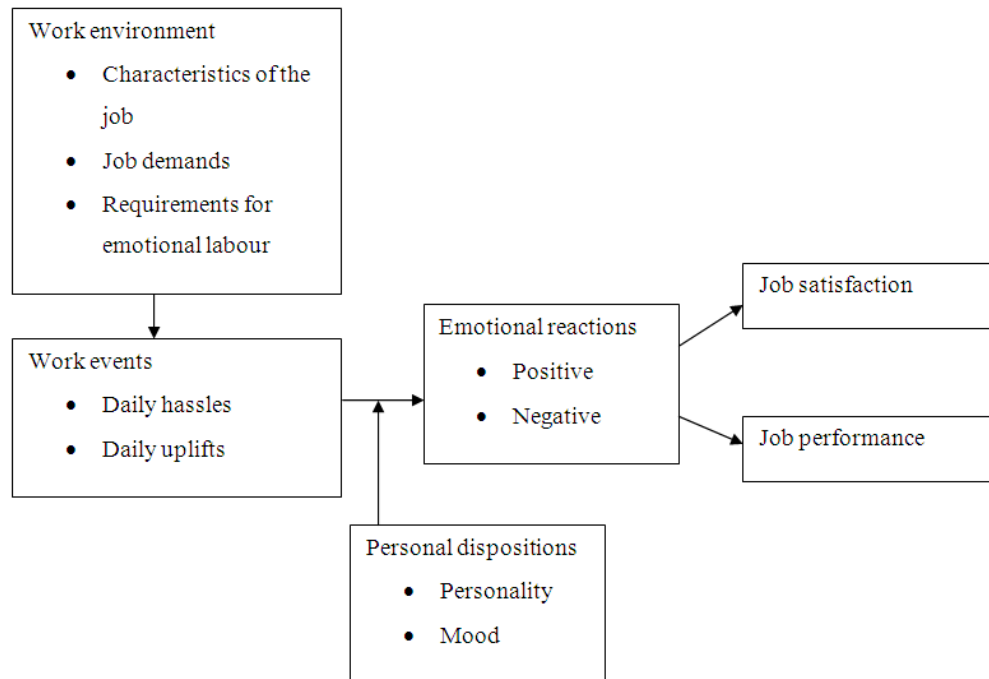 Work environment
• Characteristics of the
job
• Job demands
• Requirements for
emotional labour
Work events
• Daily hassles
• Daily uplifts
Emotional reactions
• Positive
• Negative
Job satisfaction
Job performance
Personal dispositions
• Personality
• Mood